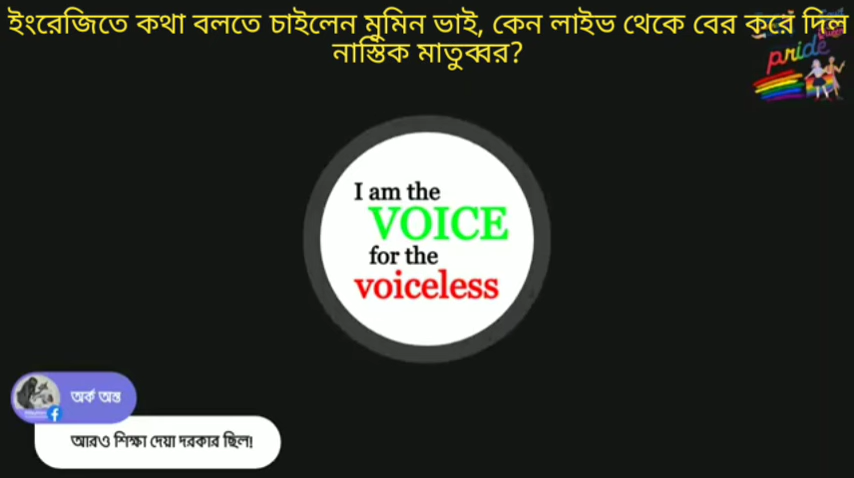 ইংরেজিতে কথা বলতে চাইলেন মুমিন ভাই, কেন লাইভ থেকে বের করে দিল
নাস্তিক মাতুব্বর?
pride
I am the
VOICE
for the
voiceless
অর্ক অন্ত
আরও শিক্ষা দেয়া দরকার ছিল!